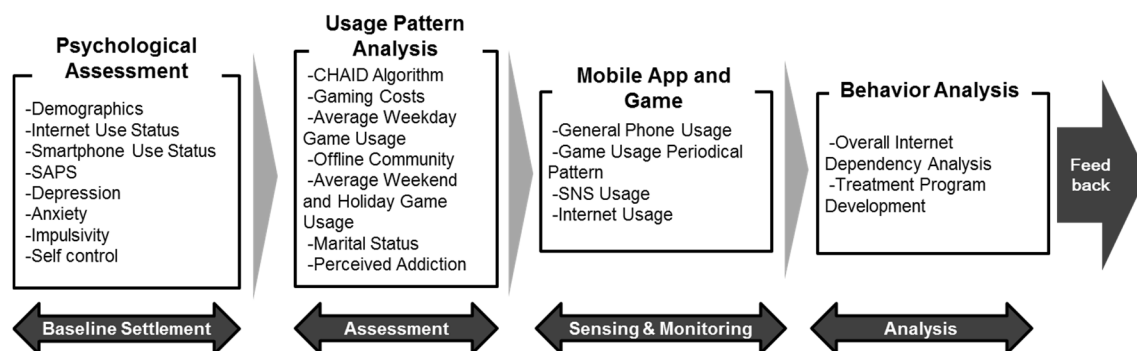 Psychological
Assessment
-Demographics
-Internet Use Status
-Smartphone Use Status
-SAPS
-Depression
-Anxiety
-Impulsivity
-Self control
Baseline Settlement
Usage Pattern
Analysis
-CHAID Algorithm
-Gaming Costs
-Average Weekday
Game Usage
-Offline Community
-Average Weekend
and Holiday Game
Usage
-Marital Status
-Perceived Addiction
Assessment
Mobile App and
Game
-General Phone Usage
-Game Usage Periodical
Pattern
-SNS Usage
-Internet Usage
Sensing & Monitoring
Behavior Analysis
-Overall Internet
Dependency Analysis
-Treatment Program
Development
Analysis
Feed
back